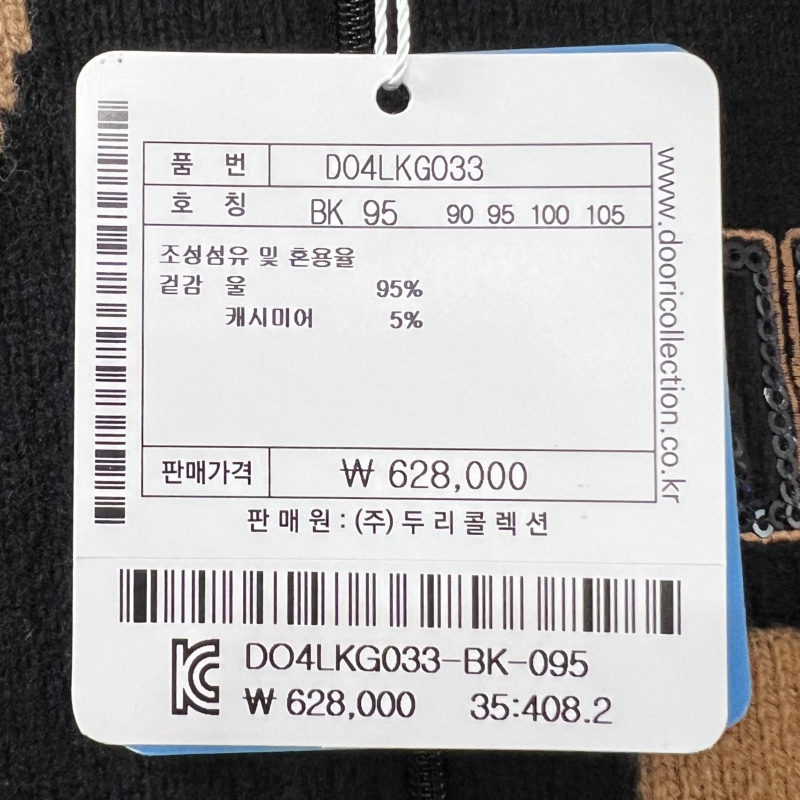 품 번 DO4LKG033
호 칭 BK 95 90 95 100 105
조성섬유 및 혼용율
겉감 울 95%
캐시미어 5%
판매가격 ₩ 628,000
판 매 원 : (주) 두 리 콜 렉 션
www.dooricollection.co.kr
KC DO4LKG033-BK-095
₩ 628,000 35:408.2